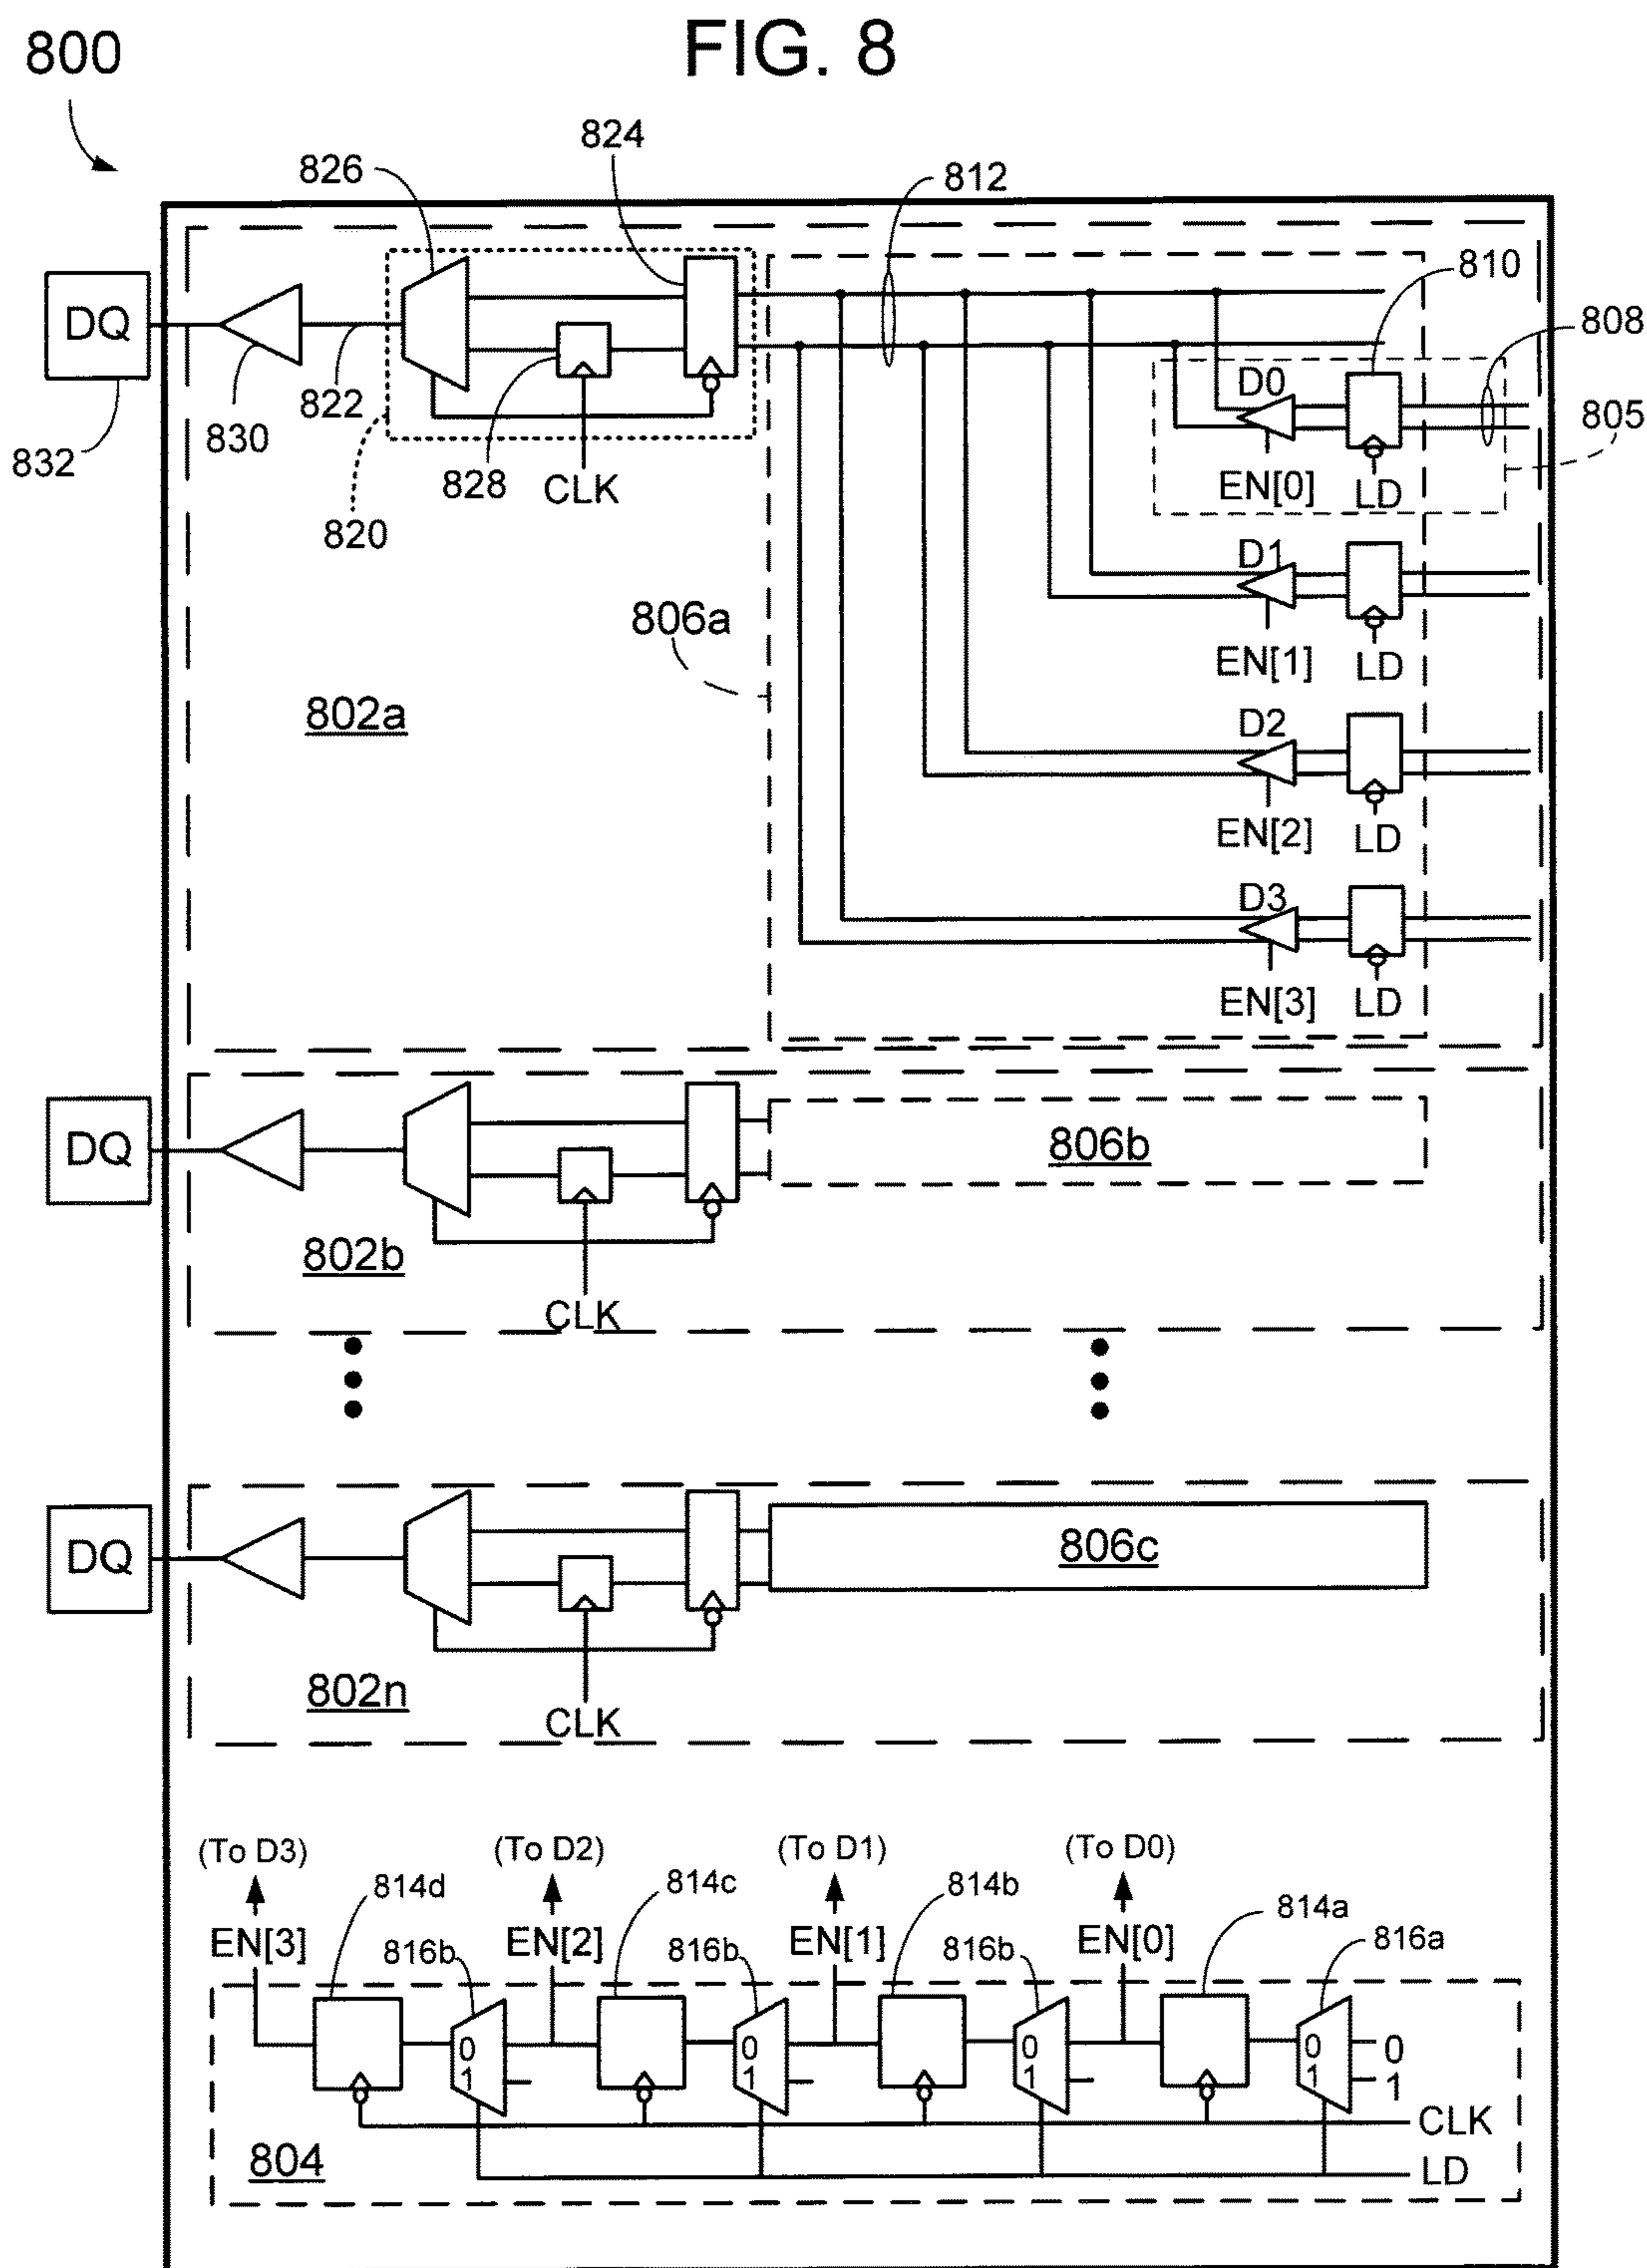 FIG. 8
800
824
826
812
810
DQ
808
D0
805
830
822
832
828
CLK
EN[0]
LD
820
D1
806a
EN[1]
LD
802a
D2
EN[2]
LD
D3
EN[3]
LD
DQ
806b
802b
CLK
DQ
806c
802n
CLK
(To D3)
(To D2)
(To D1)
(To D0)
814d
814c
814b
814a
EN[3]
816b
EN[2]
816b
EN[1]
816b
EN[0]
816a
0
1
0
1
0
1
0
1
0
1
CLK
804
LD